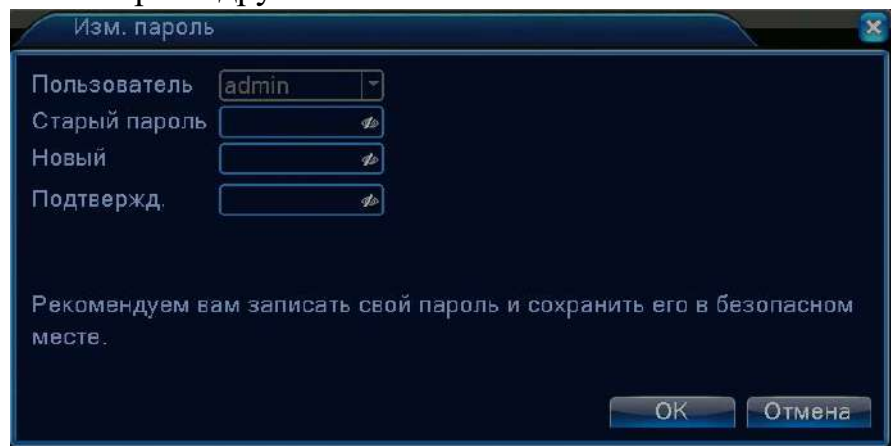 Изм. пароль
Пользователь admin
Старый пароль
Новый
Подтвержд.
Рекомендуем вам записать свой пароль и сохранить его в безопасном
месте.
OK Отмена